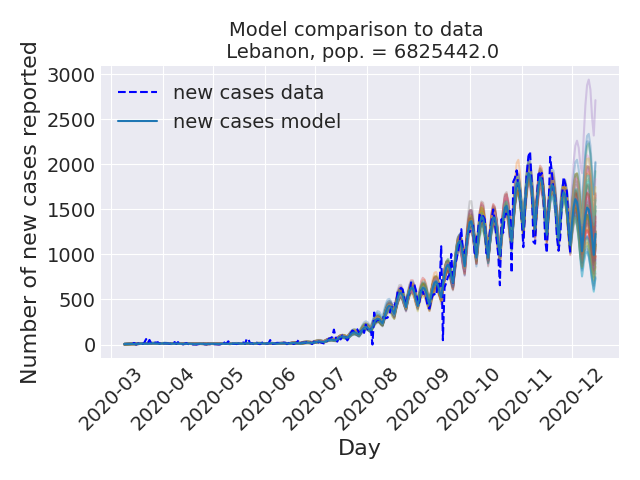 Model comparison to data
Lebanon, pop. = 6825442.0
Number of new cases reported
3000
2500
2000
1500
1000
500
0
new cases data
new cases model
2020-03
2020-04
2020-05
2020-06
2020-07
2020-08
2020-09
2020-10
2020-11
2020-12
Day